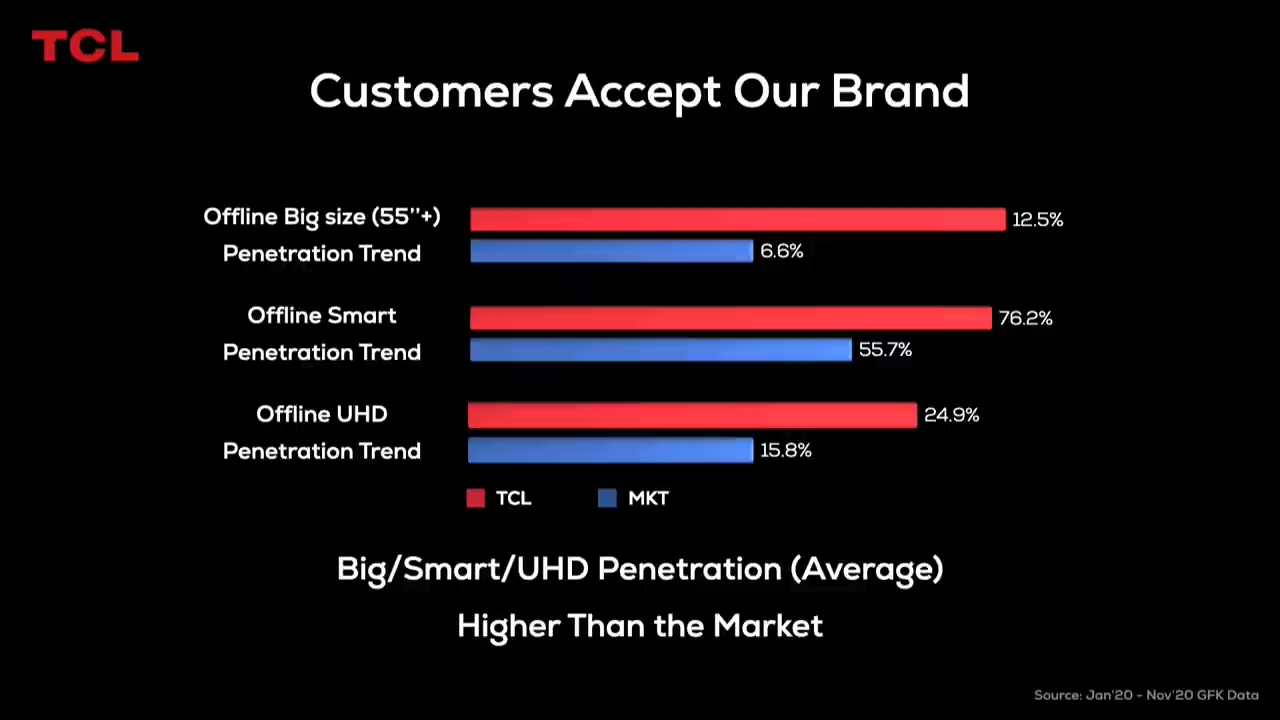 TCL
Customers Accept Our Brand
Offline Big size (55’’+)
Penetration Trend
12.5%
6.6%
Offline Smart
Penetration Trend
76.2%
55.7%
Offline UHD
Penetration Trend
24.9%
15.8%
TCL
MKT
Big/Smart/UHD Penetration (Average)
Higher Than the Market
Source: Jan’20 - Nov’20 GFK Data